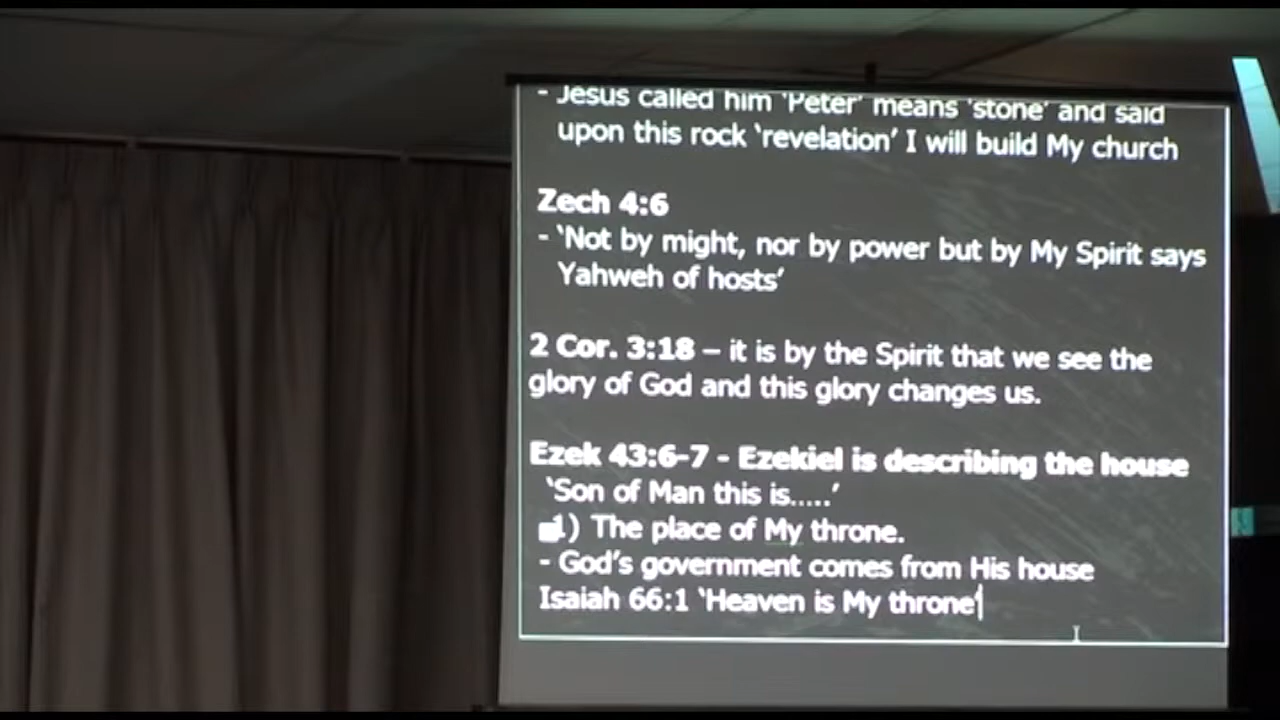 - Jesus called him 'Peter' means 'stone' and said
upon this rock 'revelation' I will build My church
Zech 4:6
- 'Not by might, nor by power but by My Spirit says
Yahweh of hosts'
2 Cor. 3:18 – it is by the Spirit that we see the
glory of God and this glory changes us.
Ezek 43:6-7 - Ezekiel is describing the house
'Son of Man this is.....'
1) The place of My throne.
- God's government comes from His house
Isaiah 66:1 'Heaven is My throne'